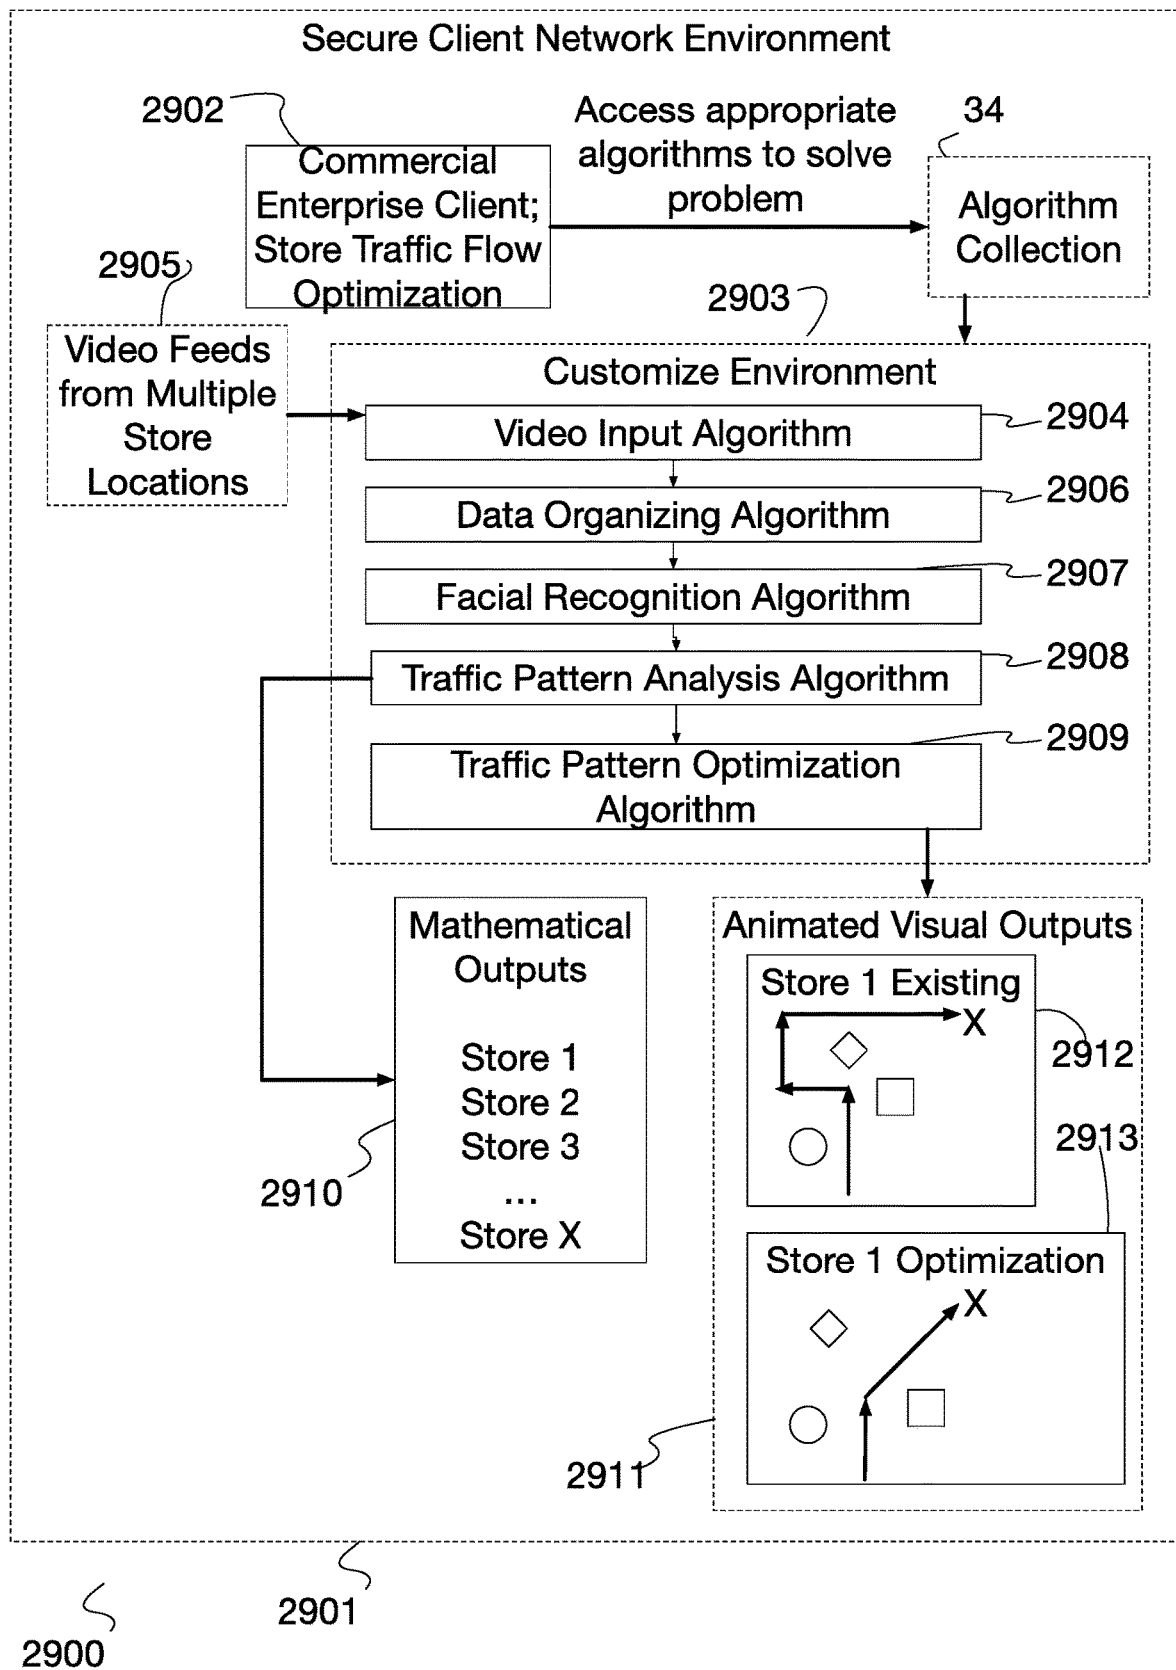 Secure Client Network Environment
2902
Commercial
Enterprise Client;
Store Traffic Flow
Optimization
Access appropriate
algorithms to solve
problem
34
Algorithm
Collection
2905
Video Feeds
from Multiple
Store
Locations
2903
Customize Environment
Video Input Algorithm
2904
Data Organizing Algorithm
2906
Facial Recognition Algorithm
2907
Traffic Pattern Analysis Algorithm
2908
Traffic Pattern Optimization
Algorithm
2909
Mathematical
Outputs
Store 1
Store 2
Store 3
...
Store X
2910
Animated Visual Outputs
Store 1 Existing
X
2912
2913
Store 1 Optimization
X
2911
2901
2900